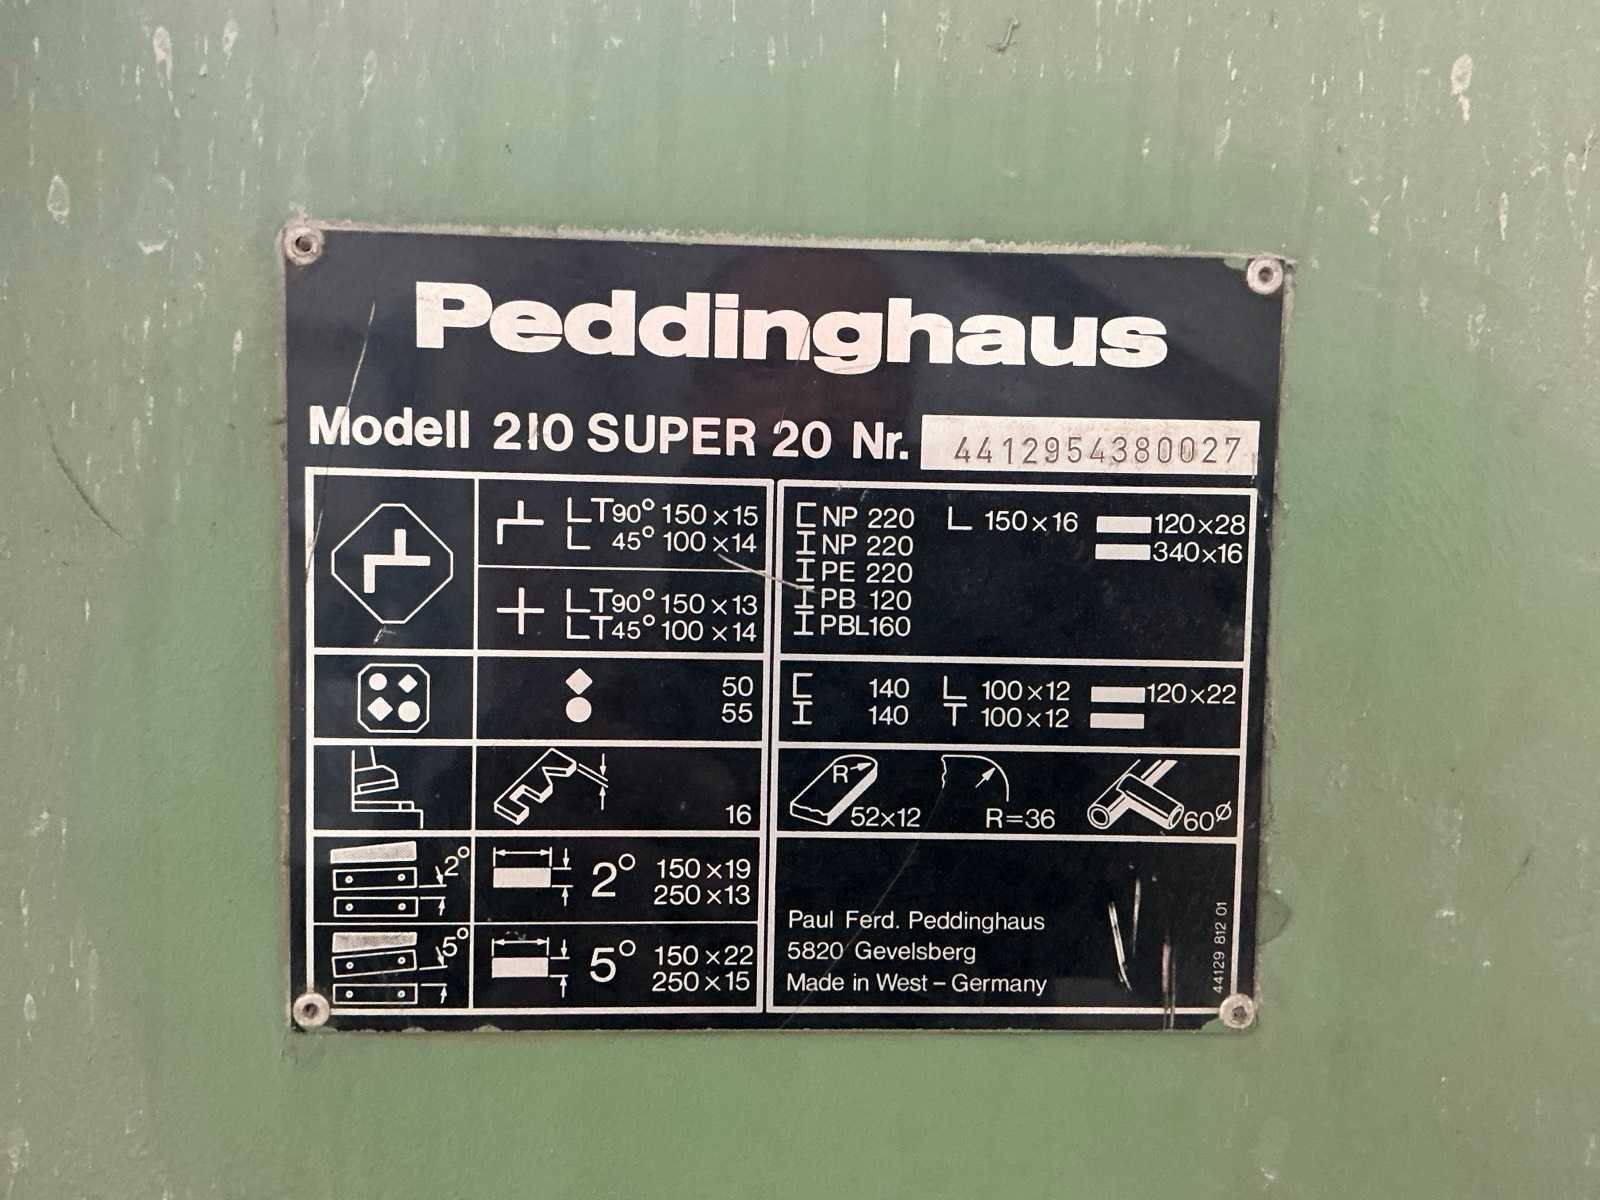 Peddinghaus
Modell 210 SUPER 20 Nr. 4412954380027
LT90° 150×15
L 45° 100×14
LT90° 150×13
LT45° 100×14
50
55
16
2° 2° 150×19
250×13
5° 5° 150×22
250×15
NP 220 L 150×16 120×28
NP 220 340×16
PE 220
PB 120
PBL160
140 L 100×12 120×22
140 T 100×12
R 52×12 R=36 60Ø
Paul Ferd. Peddinghaus
5820 Gevelsberg
Made in West – Germany
44129 812 01